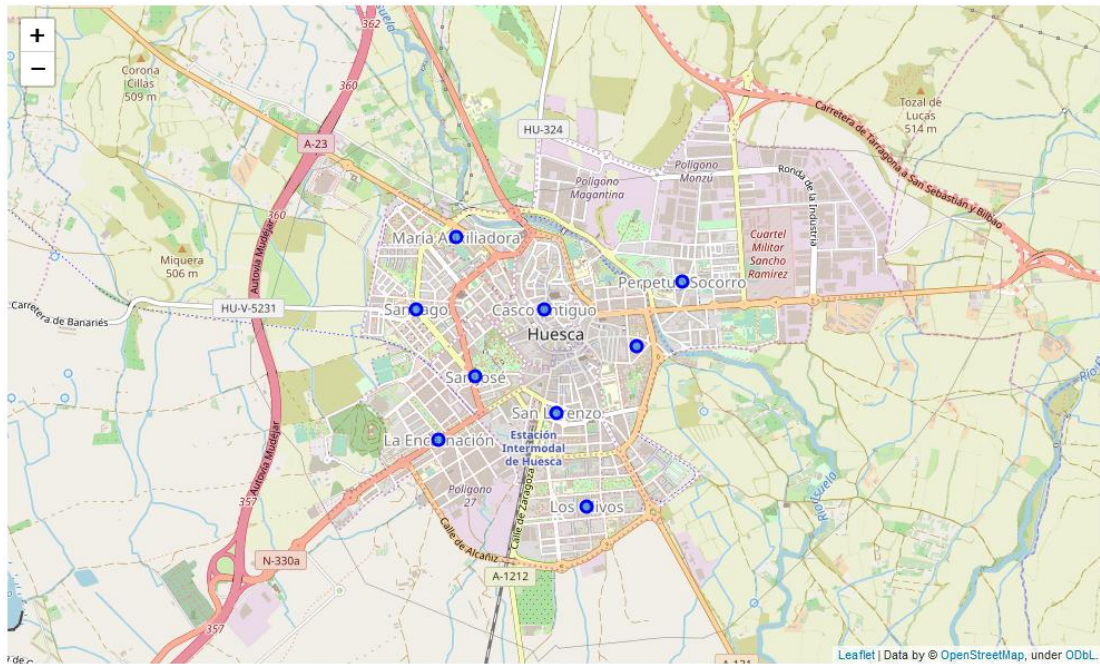 +
−
Corona
Cillas
509 m
362
360
A-23
HU-324
Tozal de
Lucas
514 m
Carretera de Tarragona a San Sebastián y Bilbao
Polígono
Monzú
Polígono
Magantina
Ronda de la Industria
360
Autovía Mudéjar
María Auxiliadora
Cuartel
Militar
Sancho
Ramírez
Miquera
506 m
Perpetuo Socorro
Carretera de Banariés
HU-V-5231
Santiago
Casco Antiguo
Huesca
San José
San Lorenzo
La Encarnación
Estación
Intermodal
de Huesca
Autovía Mudéjar
Polígono
27
Calle de Zaragoza
Los Olivos
Río Isuela
Calle de Alcañiz
N-330a
A-1212
357
A-131
Leaflet | Data by © OpenStreetMap, under ODbL.